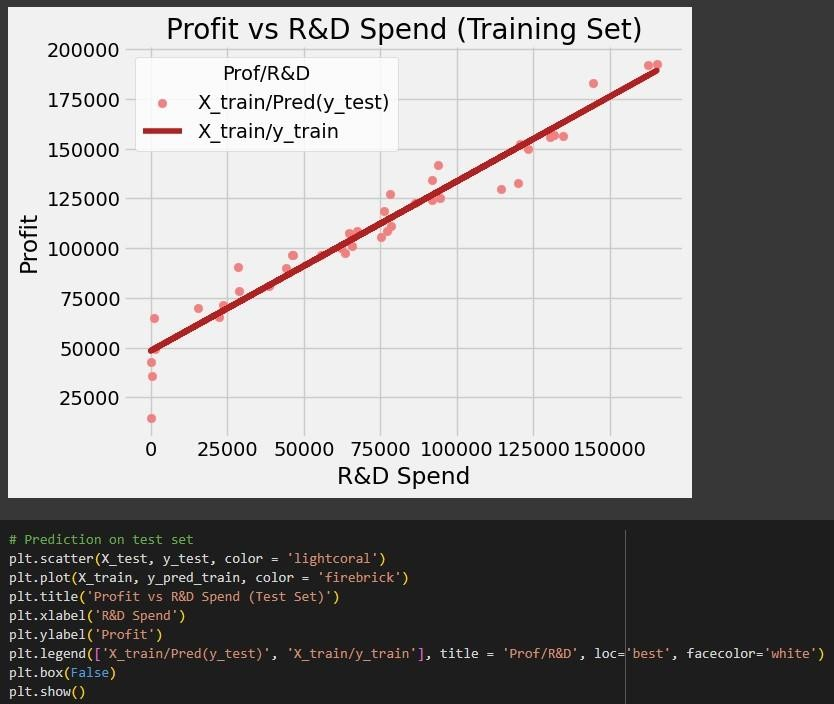 Profit vs R&D Spend (Training Set)
200000
175000
150000
125000
100000
75000
50000
25000
Profit
Prof/R&D
X_train/Pred(y_test)
X_train/y_train
0 25000 50000 75000 100000 125000 150000
R&D Spend
# Prediction on test set
plt.scatter(X_test, y_test, color = 'lightcoral')
plt.plot(X_train, y_pred_train, color = 'firebrick')
plt.title('Profit vs R&D Spend (Test Set)')
plt.xlabel('R&D Spend')
plt.ylabel('Profit')
plt.legend(['X_train/Pred(y_test)', 'X_train/y_train'], title = 'Prof/R&D', loc='best', facecolor='white')
plt.box(False)
plt.show()